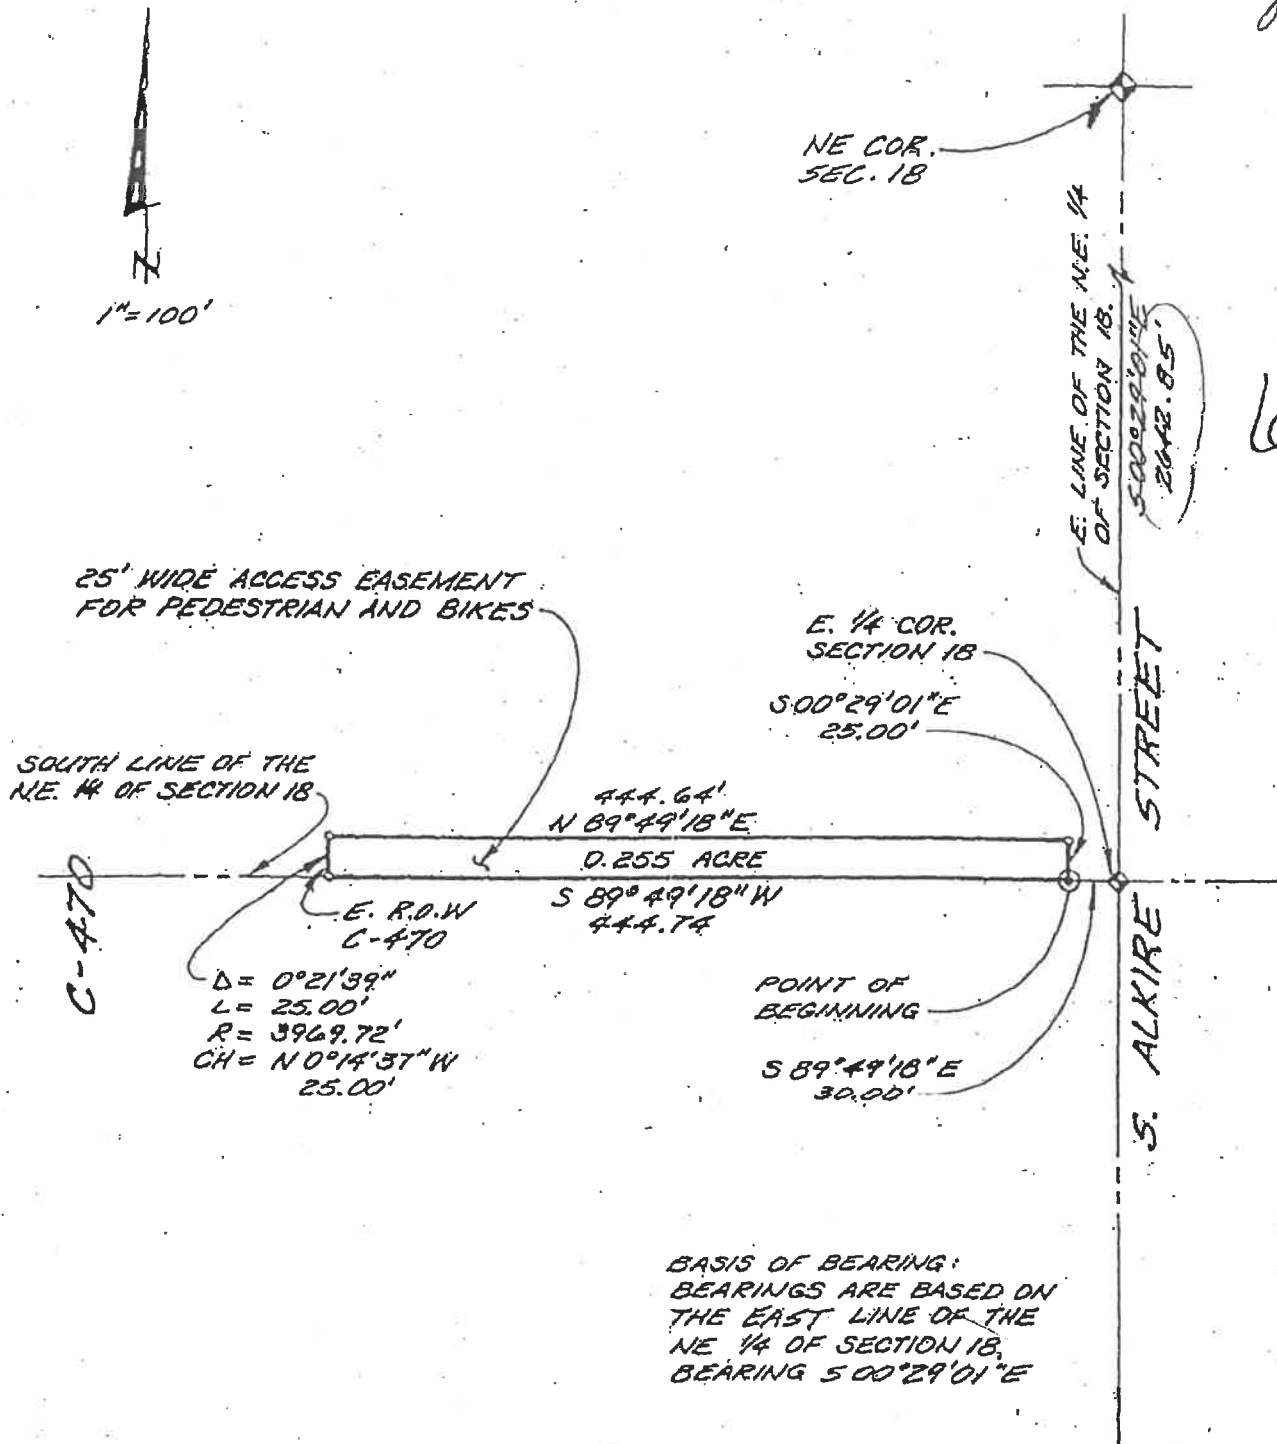 NE COR.
SEC. 18
N
1"=100'
E. LINE OF THE N.E. 1/4
OF SECTION 18.
S00°29'01"E
2642.85'
25' WIDE ACCESS EASEMENT
FOR PEDESTRIAN AND BIKES
E. 1/4 COR.
SECTION 18
S00°29'01"E
25.00'
SOUTH LINE OF THE
NE. 1/4 OF SECTION 18
444.64'
N 89°49'18"E
0.255 ACRE
S 89°49'18" W
444.74
E. R.O.W
C-470
C-470
Δ= 0°21'39"
L= 25.00'
R= 3969.72'
CH= N 0°14'37" W
25.00'
POINT OF
BEGINNING
S 89°49'18"E
30.00'
S. ALKIRE STREET
BASIS OF BEARING:
BEARINGS ARE BASED ON
THE EAST LINE OF THE
NE 1/4 OF SECTION 18,
BEARING S 00°29'01"E